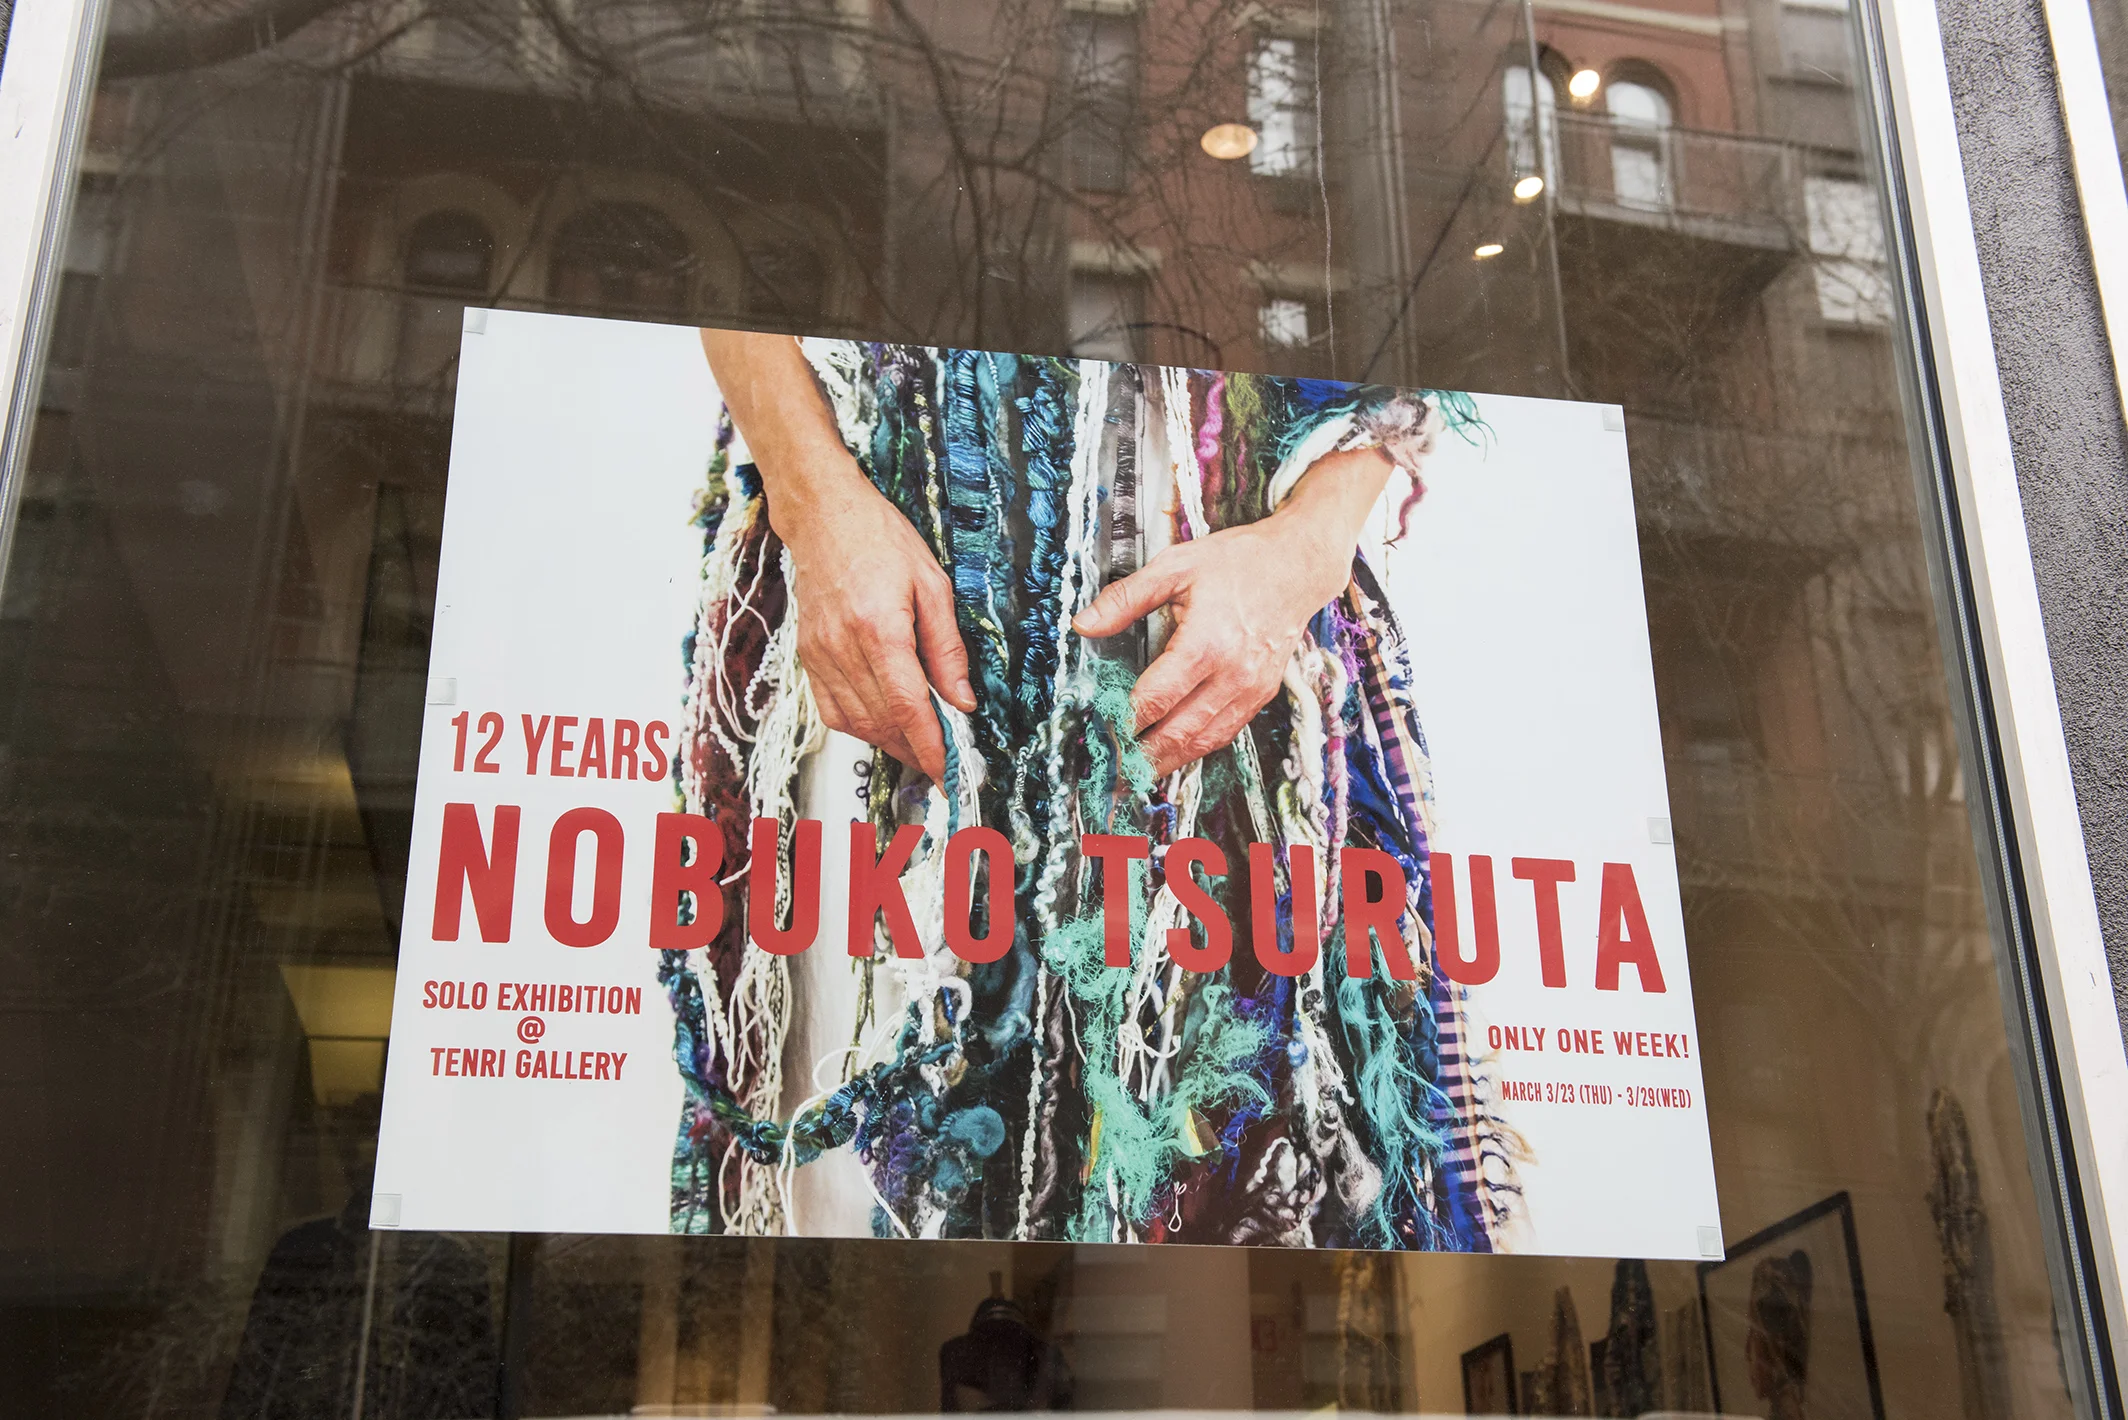 12 YEARS
NOBUKO TSURUTA
SOLO EXHIBITION
@
TENRI GALLERY
ONLY ONE WEEK!
MARCH 3/23 (THU) - 3/29(WED)